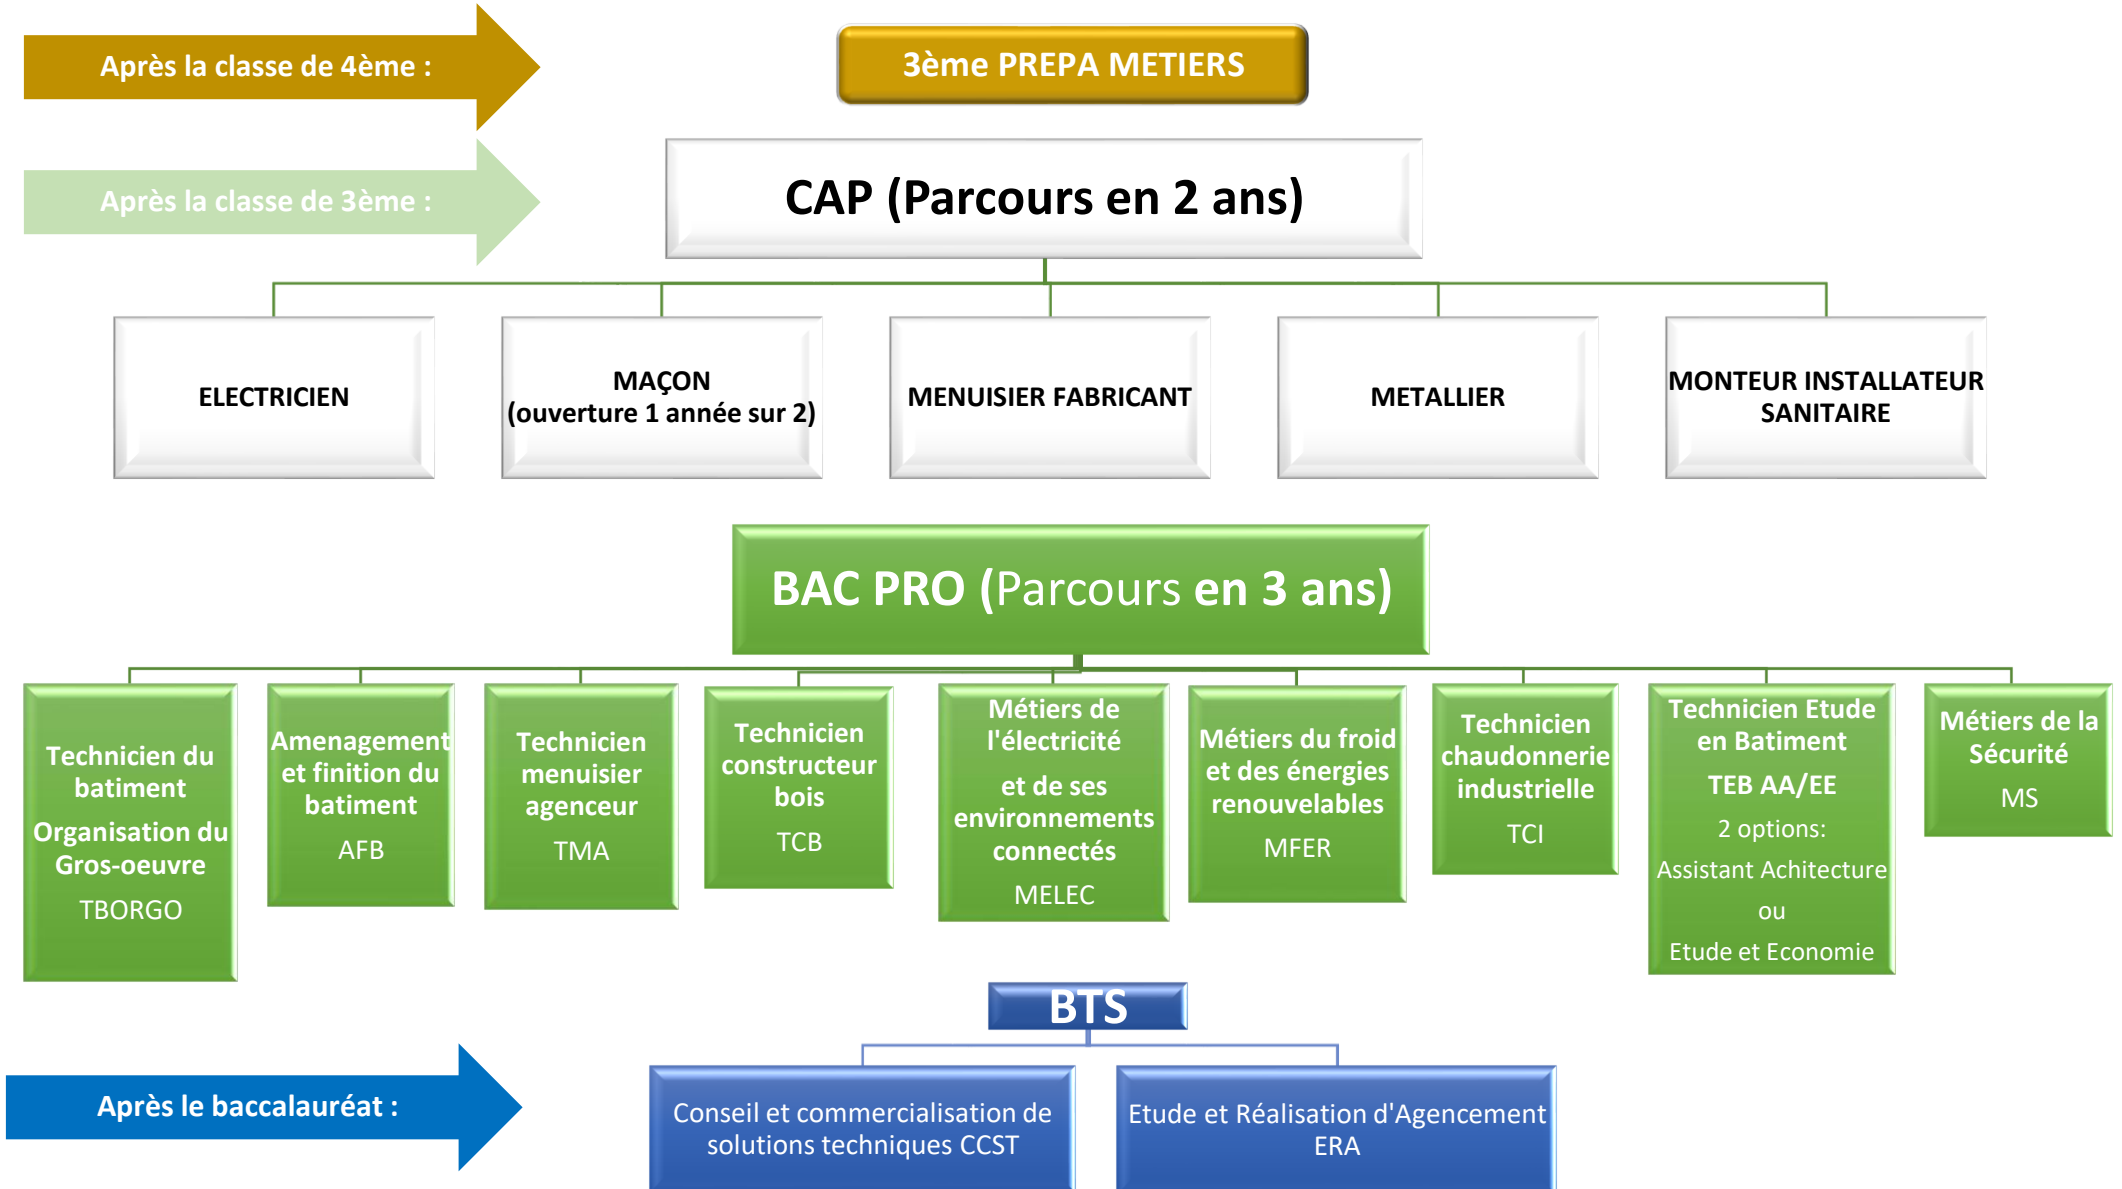 Après la classe de 4ème :
3ème PREPA METIERS
Après la classe de 3ème :
CAP (Parcours en 2 ans)
ELECTRICIEN
MAÇON
(ouverture 1 année sur 2)
MENUISIER FABRICANT
METALLIER
MONTEUR INSTALLATEUR
SANITAIRE
BAC PRO (Parcours en 3 ans)
Technicien du
batiment
Organisation du
Gros-oeuvre
TBORGO
Amenagement
et finition du
batiment
AFB
Technicien
menuisier
agenceur
TMA
Technicien
constructeur
bois
TCB
Métiers de
l'électricité
et de ses
environnements
connectés
MELEC
Métiers du froid
et des énergies
renouvelables
MFER
Technicien
chaudonnerie
industrielle
TCI
Technicien Etude
en Batiment
TEB AA/EE
2 options:
Assistant Achitecture
ou
Etude et Economie
Métiers de la
Sécurité
MS
BTS
Après le baccalauréat :
Conseil et commercialisation de
solutions techniques CCST
Etude et Réalisation d'Agencement
ERA